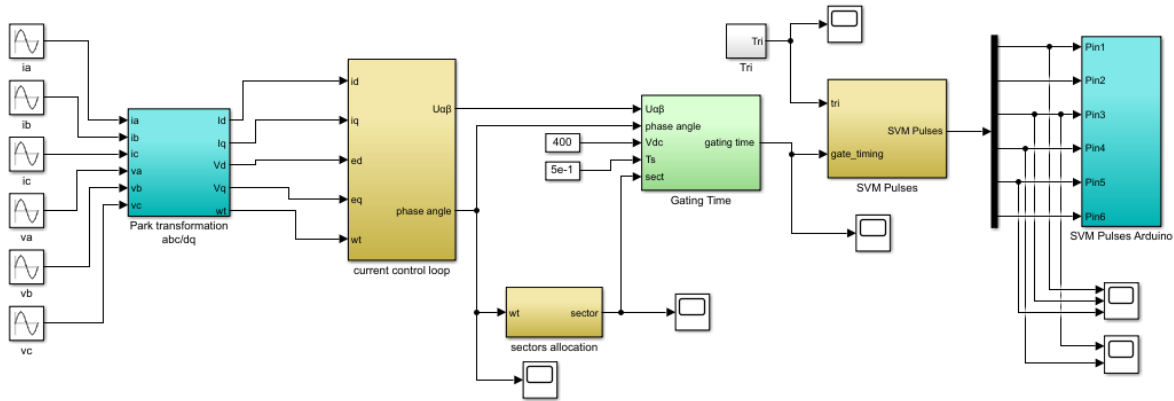 ia
ib
ic
va
vb
vc
ia
ib
ic
va
vb
vc
Id
Iq
Vd
Vq
wt
Park transformation
abc/dq
id
iq
ed
eq
wt
Uαβ
phase angle
current control loop
wt
sector
sectors allocation
400
5e-1
Uαβ
phase angle
Vdc
Ts
sect
gating time
Gating Time
Tri
Tri
tri
gate_timing
SVM Pulses
SVM Pulses
Pin1
Pin2
Pin3
Pin4
Pin5
Pin6
SVM Pulses Arduino